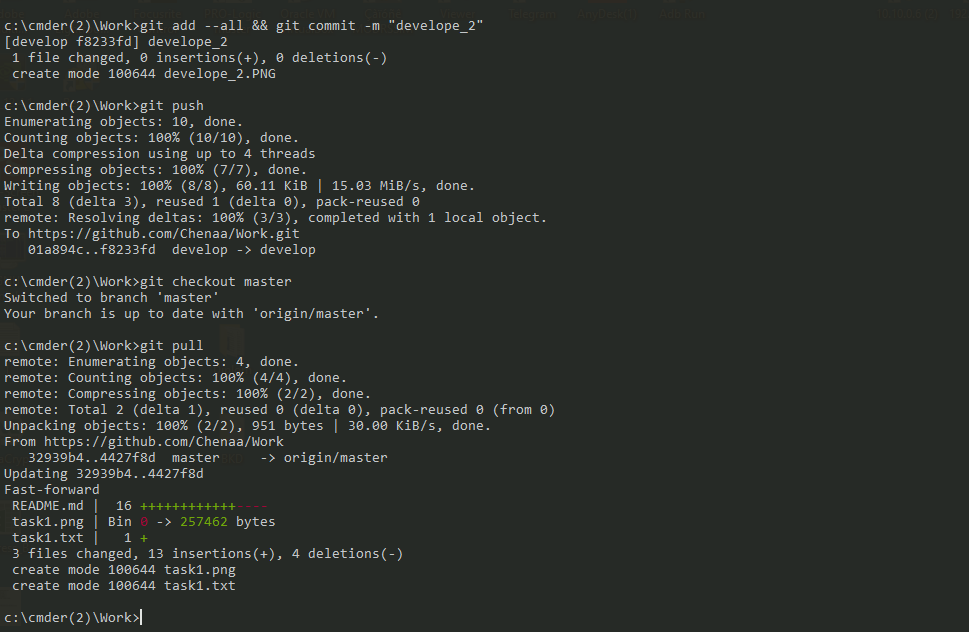 c:\cmder(2)\Work>git add --all && git commit -m "develope_2"
[develop f8233fd] develope_2
 1 file changed, 0 insertions(+), 0 deletions(-)
 create mode 100644 develope_2.PNG
c:\cmder(2)\Work>git push
Enumerating objects: 10, done.
Counting objects: 100% (10/10), done.
Delta compression using up to 4 threads
Compressing objects: 100% (7/7), done.
Writing objects: 100% (8/8), 60.11 KiB | 15.03 MiB/s, done.
Total 8 (delta 3), reused 1 (delta 0), pack-reused 0
remote: Resolving deltas: 100% (3/3), completed with 1 local object.
To https://github.com/Chenaa/Work.git
   01a894c..f8233fd  develop -> develop
c:\cmder(2)\Work>git checkout master
Switched to branch 'master'
Your branch is up to date with 'origin/master'.
c:\cmder(2)\Work>git pull
remote: Enumerating objects: 4, done.
remote: Counting objects: 100% (4/4), done.
remote: Compressing objects: 100% (2/2), done.
remote: Total 2 (delta 1), reused 0 (delta 0), pack-reused 0 (from 0)
Unpacking objects: 100% (2/2), 951 bytes | 30.00 KiB/s, done.
From https://github.com/Chenaa/Work
   32939b4..4427f8d  master     -> origin/master
Updating 32939b4..4427f8d
Fast-forward
 README.md |  16 ++++++++++++----
 task1.png | Bin 0 -> 257462 bytes
 task1.txt |   1 +
 3 files changed, 13 insertions(+), 4 deletions(-)
 create mode 100644 task1.png
 create mode 100644 task1.txt
c:\cmder(2)\Work>